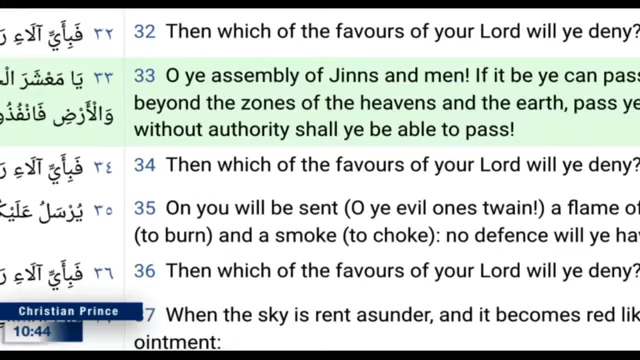 فَبِأَيِّ آلَاءِ ٣٢ 32 Then which of the favours of your Lord will ye deny?
يَا مَعْشَرَ ٣٣ 33 O ye assembly of Jinns and men! If it be ye can pass
وَالْأَرْضِ فَانْفُذُو beyond the zones of the heavens and the earth, pass ye
without authority shall ye be able to pass!
فَبِأَيِّ آلَاءِ ٣٤ 34 Then which of the favours of your Lord will ye deny?
يُرْسَلُ عَلَيْكُ ٣٥ 35 On you will be sent (O ye evil ones twain!) a flame of
(to burn) and a smoke (to choke): no defence will ye ha
فَبِأَيِّ آلَاءِ ٣٦ 36 Then which of the favours of your Lord will ye deny?
Christian Prince
10:44
37 When the sky is rent asunder, and it becomes red lik
ointment: